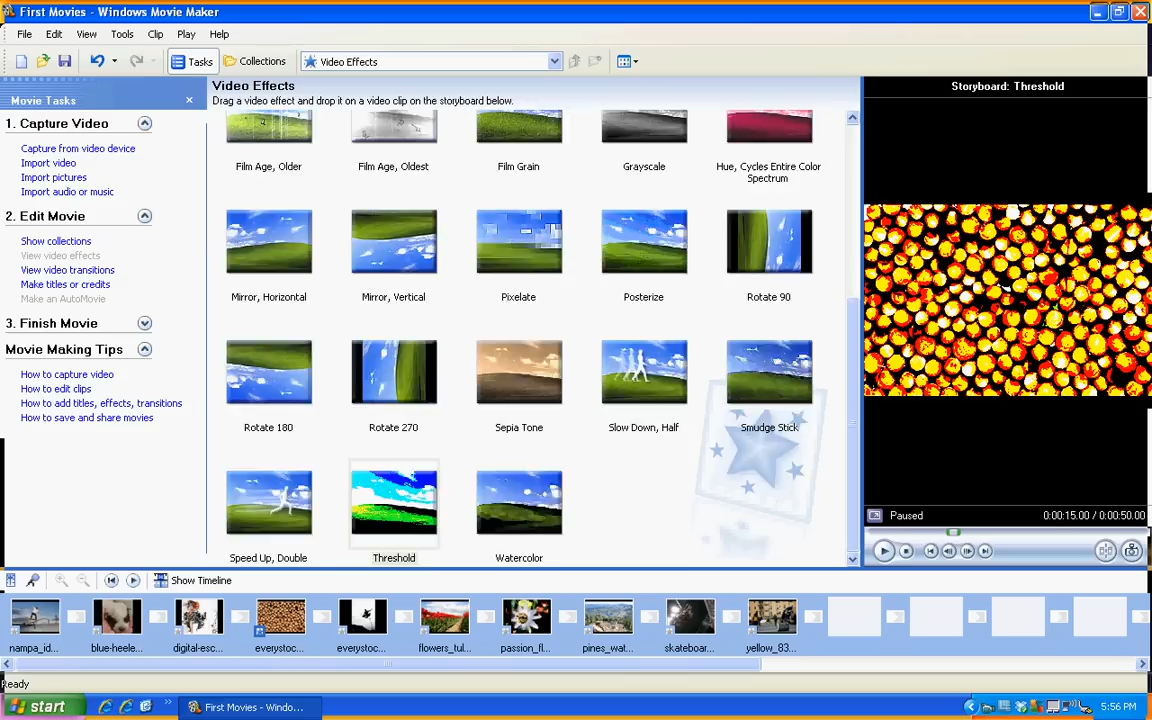 First Movies - Windows Movie Maker
File Edit View Tools Clip Play Help
Tasks Collections Video Effects
Movie Tasks
1. Capture Video
Capture from video device
Import video
Import pictures
Import audio or music
2. Edit Movie
Show collections
View video effects
View video transitions
Make titles or credits
Make an AutoMovie
3. Finish Movie
Movie Making Tips
How to capture video
How to edit clips
How to add titles, effects, transitions
How to save and share movies
Video Effects
Drag a video effect and drop it on a video clip on the storyboard below.
Film Age, Older
Film Age, Oldest
Film Grain
Grayscale
Hue, Cycles Entire Color
Spectrum
Mirror, Horizontal
Mirror, Vertical
Pixelate
Posterize
Rotate 90
Rotate 180
Rotate 270
Sepia Tone
Slow Down, Half
Smudge Stick
Speed Up, Double
Threshold
Watercolor
Storyboard: Threshold
Paused 0:00:15.00 / 0:00:50.00
Show Timeline
nampa_id... blue-heele... digital-esc... everystoc... everystoc... flowers_tul... passion_fl... pines_wat... skateboar... yellow_83...
Ready
start First Movies - Windo... 5:56 PM